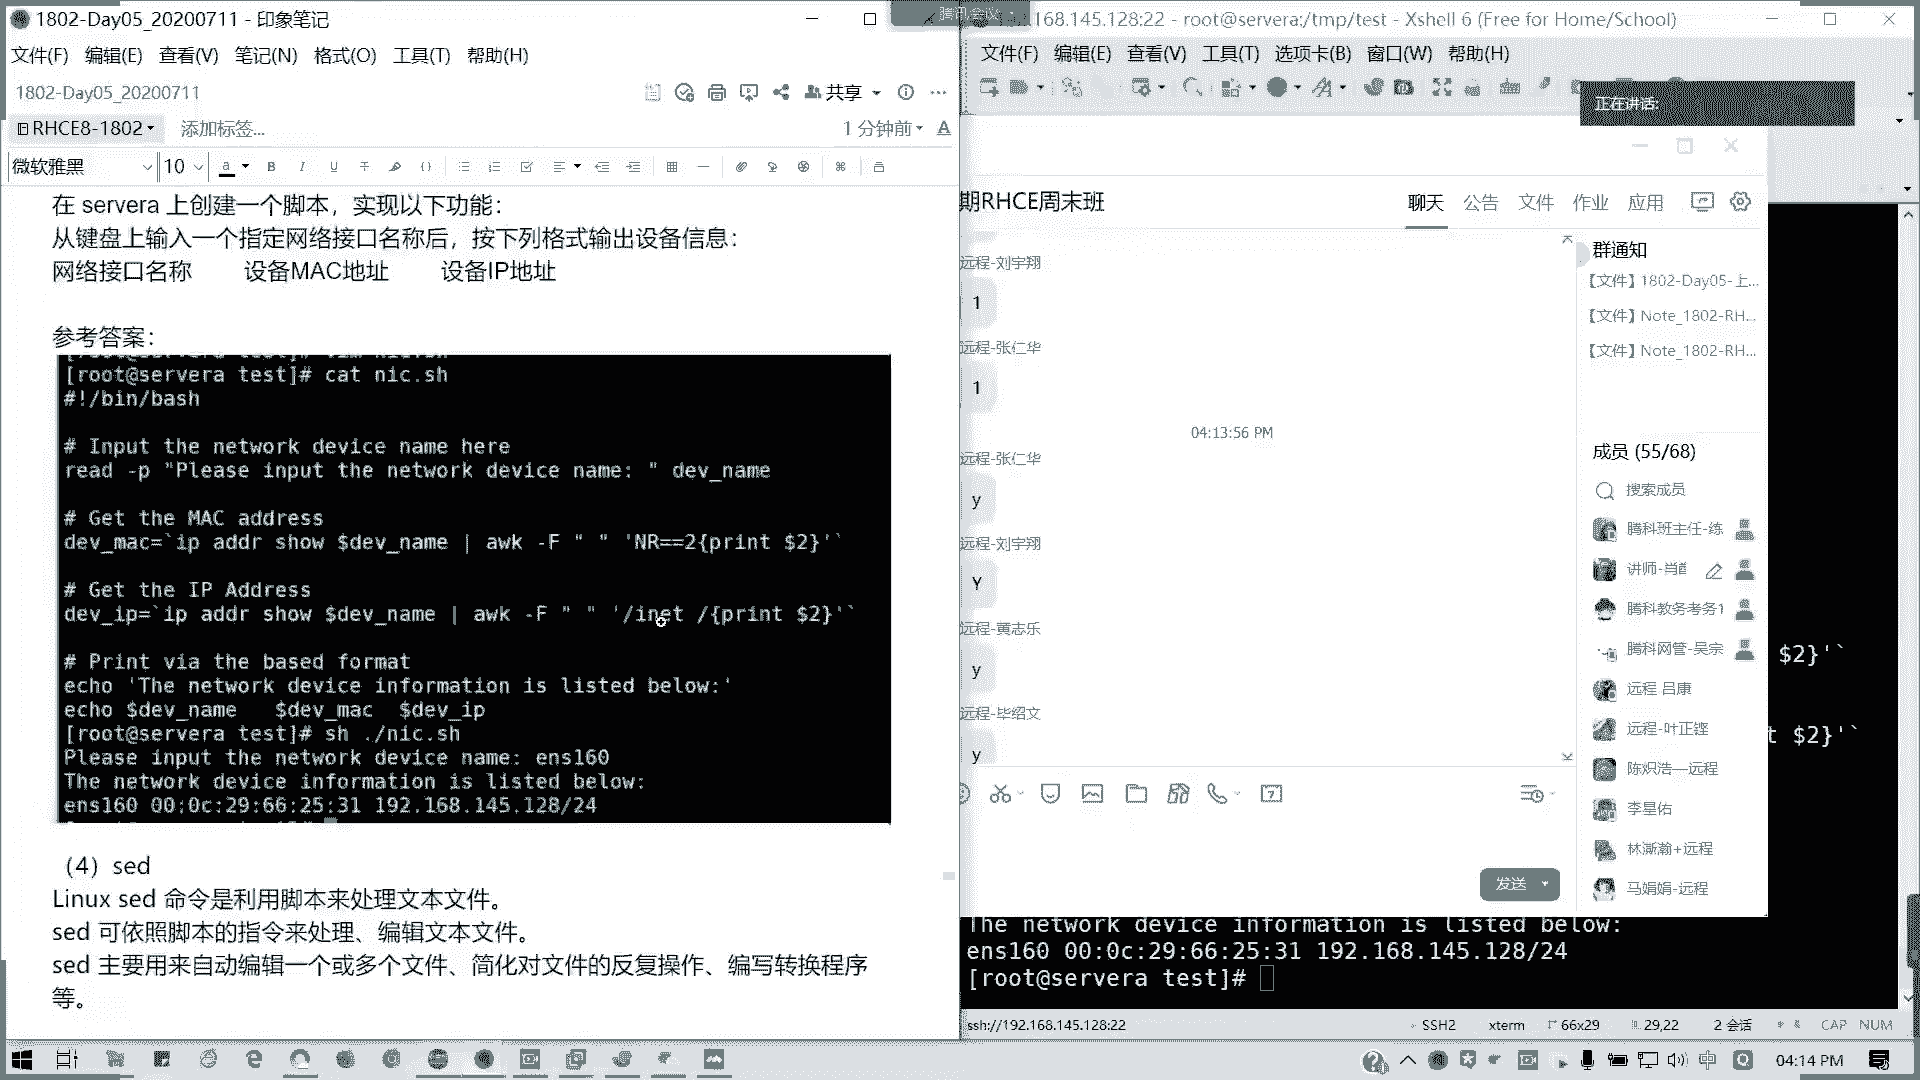 1802-Day05_20200711 - 印象笔记
文件(F) 编辑(E) 查看(V) 笔记(N) 格式(O) 工具(T) 帮助(H)
1802-Day05_20200711
共享
RHCE8-1802
添加标签...
1 分钟前
微软雅黑 10
在 servera 上创建一个脚本，实现以下功能：
从键盘上输入一个指定网络接口名称后，按下列格式输出设备信息：
网络接口名称 设备MAC地址 设备IP地址
参考答案：
[root@servera test]# cat nic.sh
#!/bin/bash
# Input the network device name here
read -p "Please input the network device name: " dev_name
# Get the MAC address
dev_mac=`ip addr show $dev_name | awk -F " " 'NR==2{print $2}'`
# Get the IP Address
dev_ip=`ip addr show $dev_name | awk -F " " '/inet /{print $2}'`
# Print via the based format
echo 'The network device information is listed below:'
echo $dev_name   $dev_mac  $dev_ip
[root@servera test]# sh ./nic.sh
Please input the network device name: ens160
The network device information is listed below:
ens160 00:0c:29:66:25:31 192.168.145.128/24
（4）sed
Linux sed 命令是利用脚本来处理文本文件。
sed 可依照脚本的指令来处理、编辑文本文件。
sed 主要用来自动编辑一个或多个文件、简化对文件的反复操作、编写转换程序
等。
腾讯会议
.168.145.128:22 - root@servera:/tmp/test - Xshell 6 (Free for Home/School)
文件(F) 编辑(E) 查看(V) 工具(T) 选项卡(B) 窗口(W) 帮助(H)
正在讲话:
期RHCE周末班
聊天 公告 文件 作业 应用
远程-刘宇翔
1
远程-张仁华
1
04:13:56 PM
远程-张仁华
y
远程-刘宇翔
Y
远程-黄志乐
y
远程-毕绍文
y
发送
群通知
【文件】1802-Day05-上...
【文件】Note_1802-RH...
【文件】Note_1802-RH...
成员 (55/68)
搜索成员
腾科班主任-练
讲师-肖
腾科教务考务1
腾科网管-吴宗
远程 吕康
远程-叶正铿
陈炽浩—远程
李星佑
林渐瀚+远程
马娟娟-远程
$2}'`
t $2}'`
The network device information is listed below:
ens160 00:0c:29:66:25:31 192.168.145.128/24
[root@servera test]#
ssh://192.168.145.128:22 SSH2 xterm 66x29 29,22 2 会话 CAP NUM
中
04:14 PM